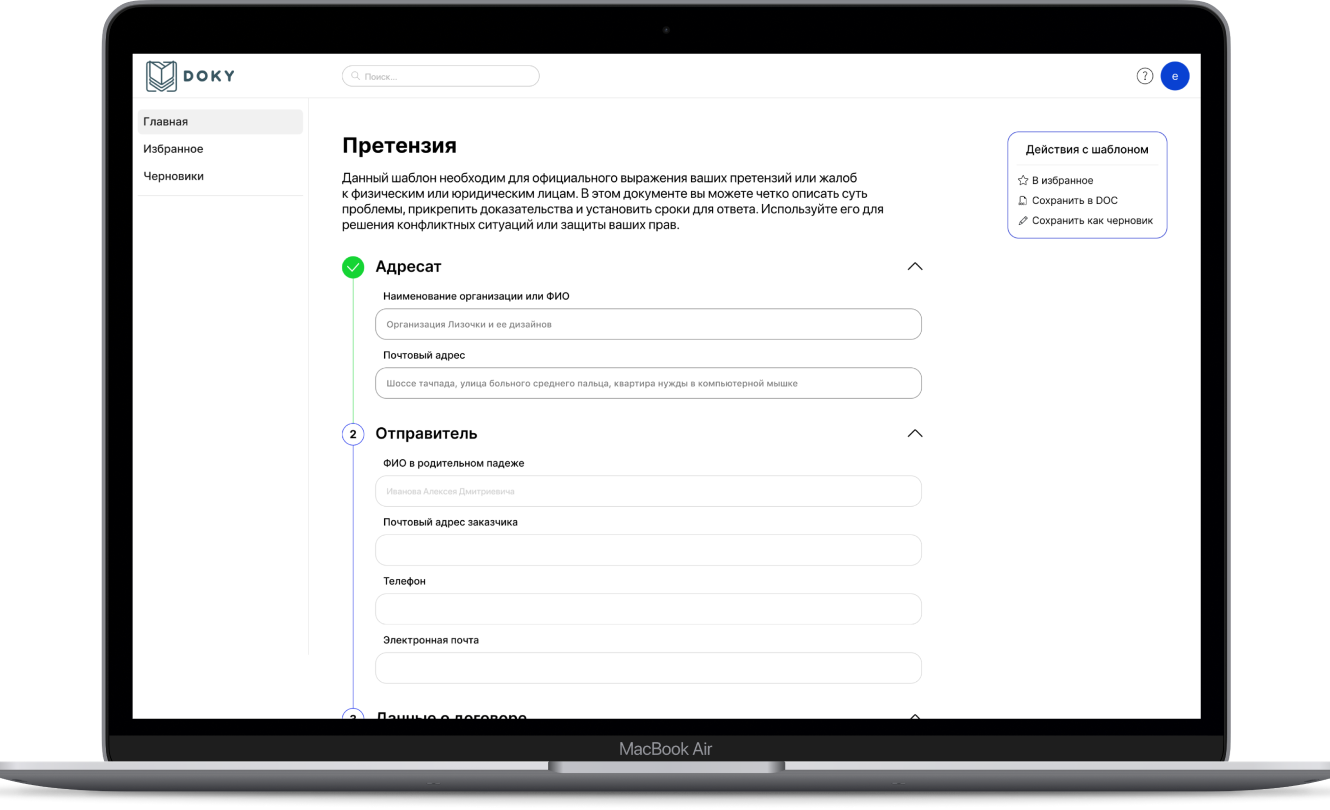 DOKY
Поиск...
?
e
Главная
Избранное
Черновики
Претензия
Данный шаблон необходим для официального выражения ваших претензий или жалоб
к физическим или юридическим лицам. В этом документе вы можете четко описать суть
проблемы, прикрепить доказательства и установить сроки для ответа. Используйте его для
решения конфликтных ситуаций или защиты ваших прав.
Действия с шаблоном
В избранное
Сохранить в DOC
Сохранить как черновик
Адресат
Наименование организации или ФИО
Организация Лизочки и ее дизайнов
Почтовый адрес
Шоссе тачпада, улица больного среднего пальца, квартира нужды в компьютерной мышке
2 Отправитель
ФИО в родительном падеже
Иванова Алексея Дмитриевича
Почтовый адрес заказчика
Телефон
Электронная почта
3 Данные о договоре
MacBook Air